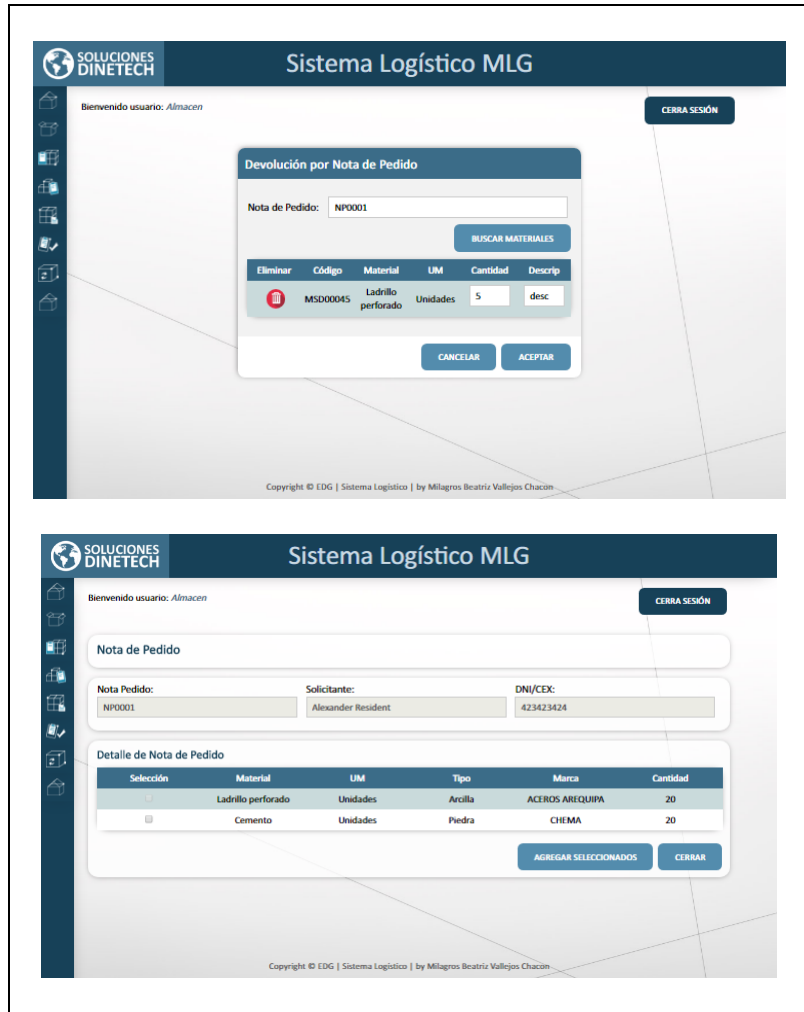 SOLUCIONES
DINETECH
Sistema Logístico MLG
Bienvenido usuario: Almacen
CERRA SESIÓN
Devolución por Nota de Pedido
Nota de Pedido: NP0001
BUSCAR MATERIALES
Eliminar Código Material UM Cantidad Descrip
MSD00045 Ladrillo perforado Unidades 5 desc
CANCELAR ACEPTAR
Copyright © EDG | Sistema Logístico | by Milagros Beatriz Vallejos Chacon
SOLUCIONES
DINETECH
Sistema Logístico MLG
Bienvenido usuario: Almacen
CERRA SESIÓN
Nota de Pedido
Nota Pedido: Solicitante: DNI/CEX:
NP0001 Alexander Resident 423423424
Detalle de Nota de Pedido
Selección Material UM Tipo Marca Cantidad
Ladrillo perforado Unidades Arcilla ACEROS AREQUIPA 20
Cemento Unidades Piedra CHEMA 20
AGREGAR SELECCIONADOS CERRAR
Copyright © EDG | Sistema Logístico | by Milagros Beatriz Vallejos Chacon